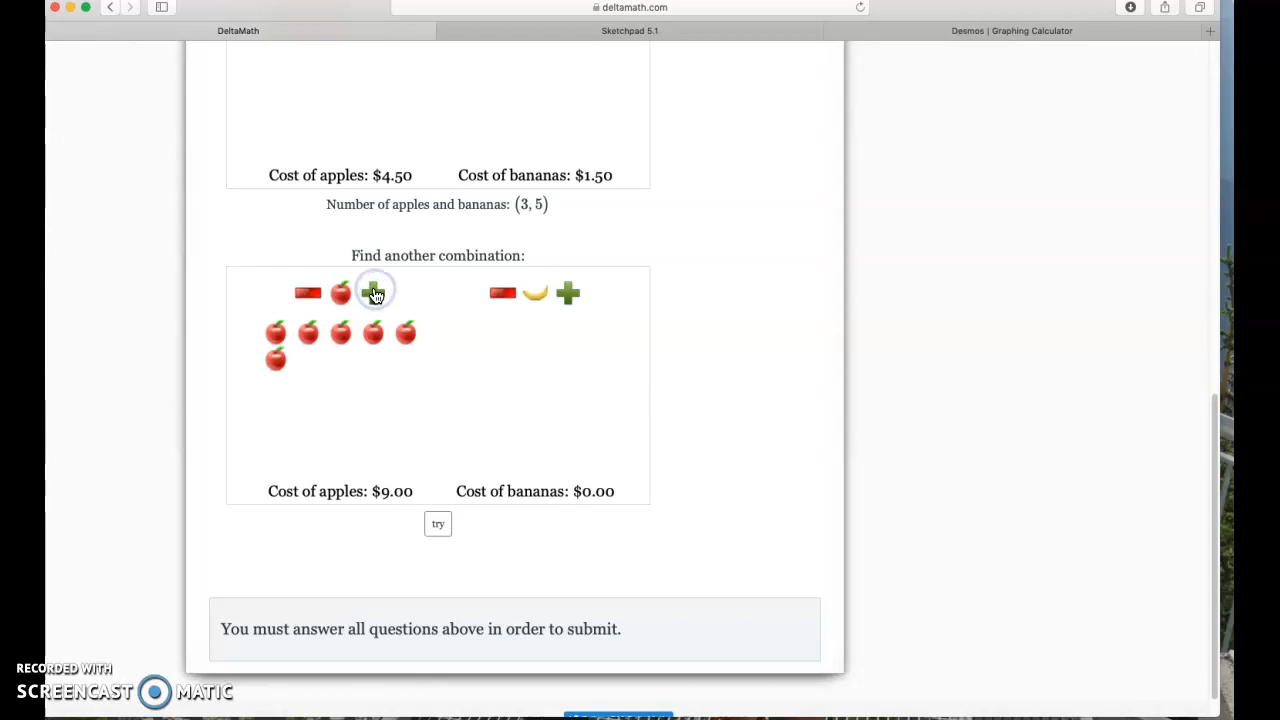 deltamath.com
DeltaMath
Sketchpad 5.1
Desmos | Graphing Calculator
Cost of apples: $4.50 Cost of bananas: $1.50
Number of apples and bananas: (3, 5)
Find another combination:
Cost of apples: $9.00 Cost of bananas: $0.00
try
You must answer all questions above in order to submit.
RECORDED WITH
SCREENCAST MATIC